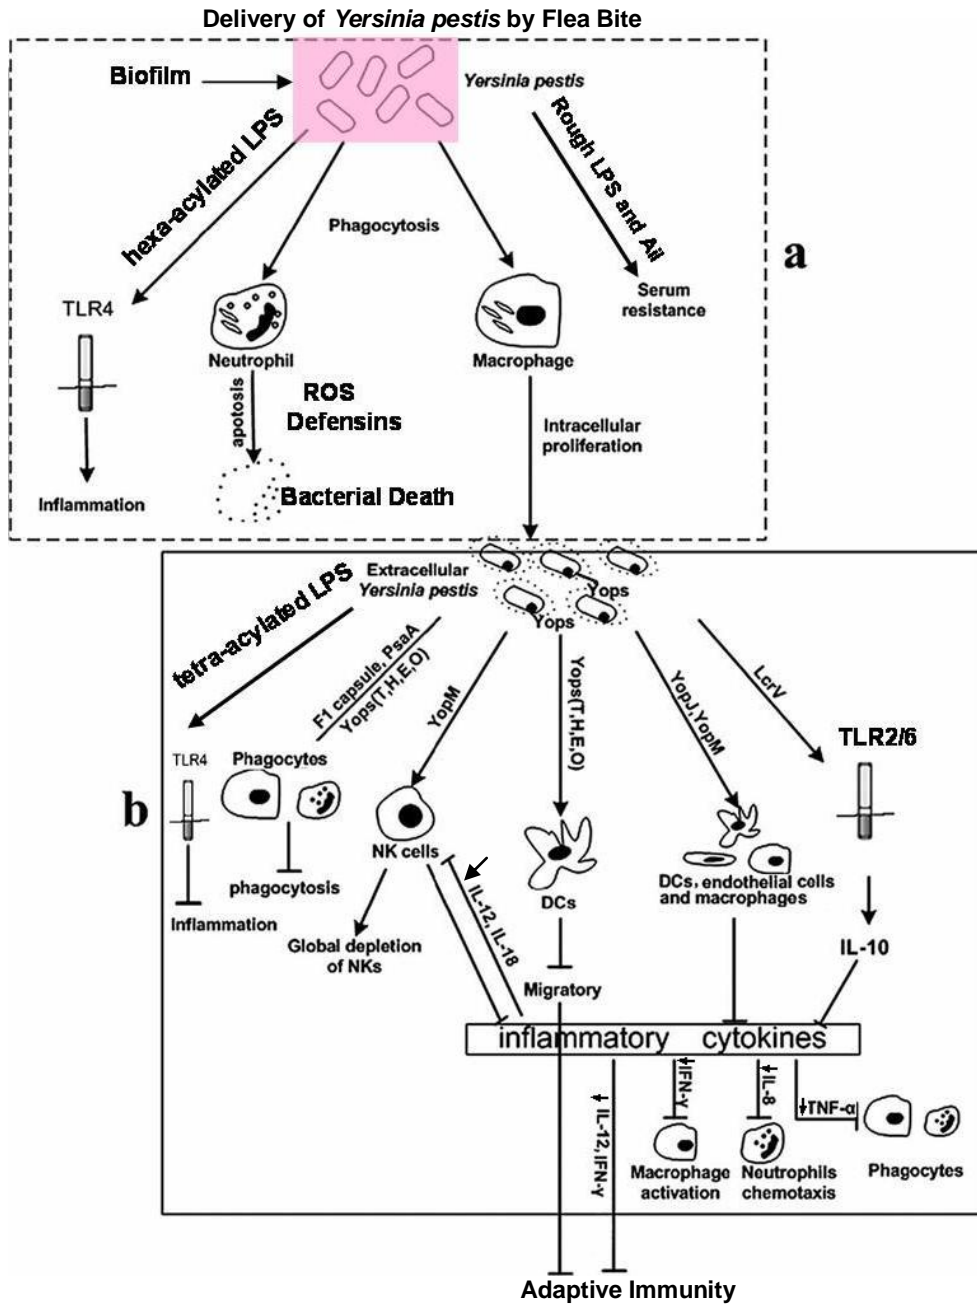 Delivery of Yersinia pestis by Flea Bite
Biofilm
Yersinia pestis
hexa-acylated LPS
Rough LPS and Ail
Phagocytosis
a
TLR4
Serum
resistance
Neutrophil
Macrophage
apotosis
ROS
Defensins
Intracellular
proliferation
Inflammation
Bacterial Death
tetra-acylated LPS
Extracellular
Yersinia pestis
Yops
Yops
F1 capsule, PsaA
Yops(T,H,E,O)
YopM
Yops(T,H,E,O)
YopJ,YopM
LcrV
TLR2/6
b
TLR4
Phagocytes
NK cells
phagocytosis
Inflammation
IL-12, IL-18
DCs
DCs, endothelial cells
and macrophages
Global depletion
of NKs
IL-10
Migratory
inflammatory cytokines
IL-12, IFN-γ
IFN-γ
IL-8
TNF-α
Macrophage
activation
Neutrophils
chemotaxis
Phagocytes
Adaptive Immunity